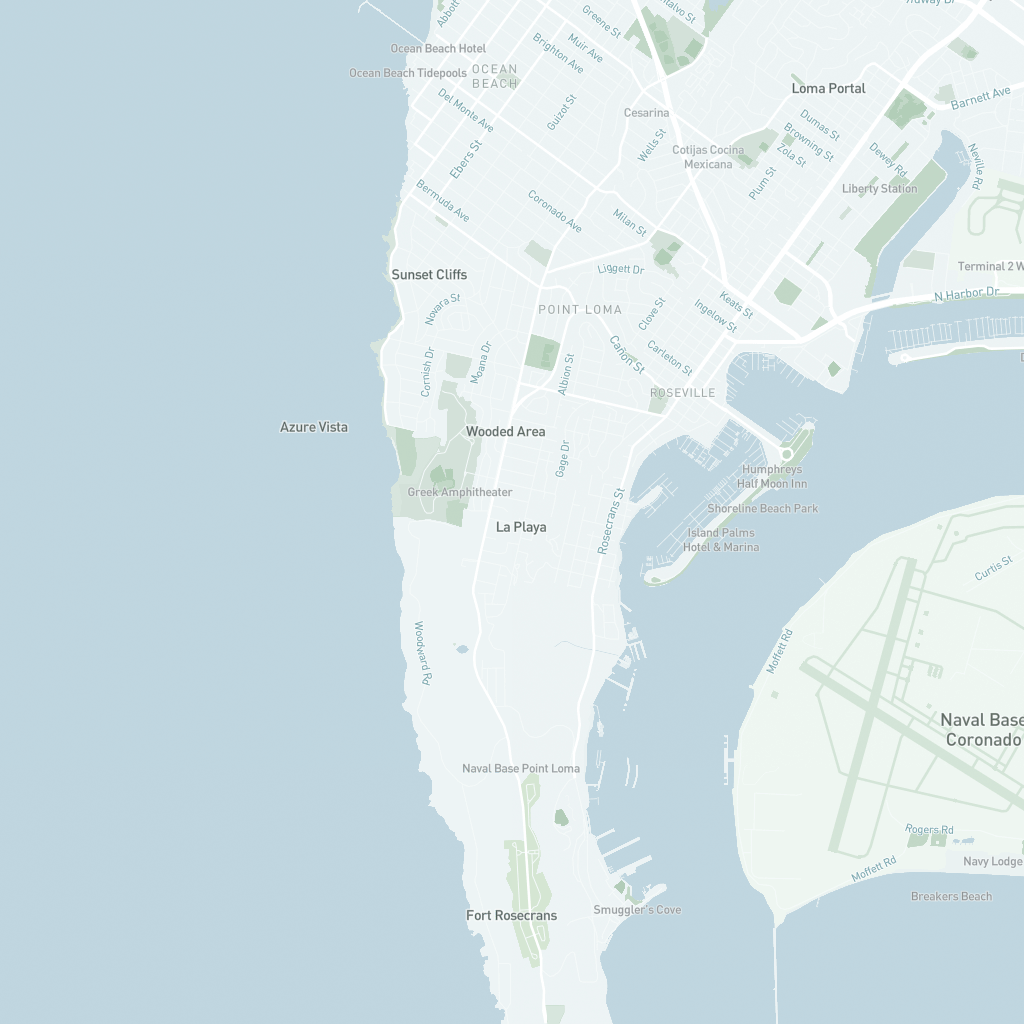 Abbott
Greene St
Muir Ave
Brighton Ave
Ocean Beach Hotel
Ocean Beach Tidepools
OCEAN
BEACH
Loma Portal
Barnett Ave
Del Monte Ave
Guizot St
Cesarina
Wells St
Cotijas Cocina
Mexicana
Dumas St
Browning St
Zola St
Dewey Rd
Neville Rd
Ebers St
Plum St
Liberty Station
Bermuda Ave
Coronado Ave
Milan St
Sunset Cliffs
Liggett Dr
Terminal 2 W
N Harbor Dr
Novara St
POINT LOMA
Clove St
Keats St
Ingelow St
Cornish Dr
Moana Dr
Albion St
Cañon St
Carleton St
ROSEVILLE
Azure Vista
Wooded Area
Gage Dr
Humphreys
Half Moon Inn
Greek Amphitheater
Shoreline Beach Park
La Playa
Rosecrans St
Island Palms
Hotel & Marina
Curtis St
Woodward Rd
Moffett Rd
Naval Base
Coronado
Naval Base Point Loma
Rogers Rd
Moffett Rd
Navy Lodge
Breakers Beach
Fort Rosecrans
Smuggler's Cove